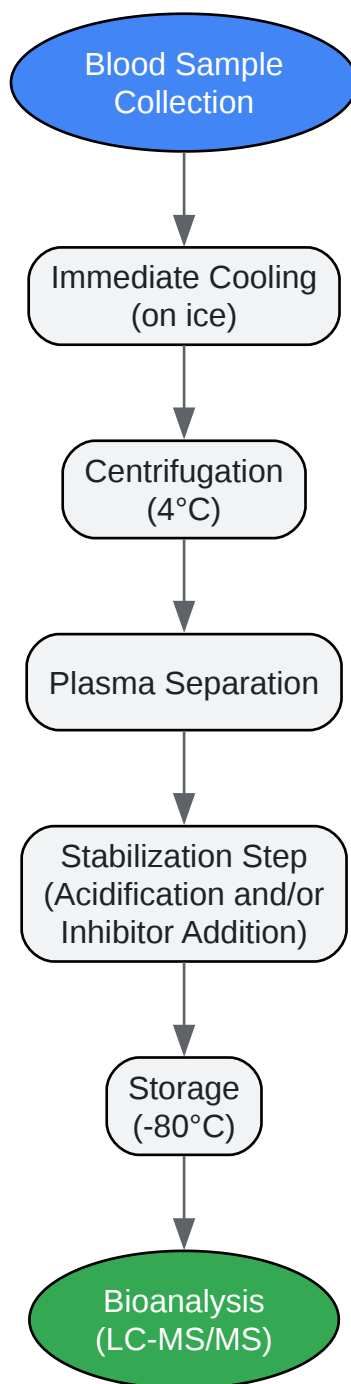 Blood Sample
Collection
Immediate Cooling
(on ice)
Centrifugation
(4°C)
Plasma Separation
Stabilization Step
(Acidification and/or
Inhibitor Addition)
Storage
(-80°C)
Bioanalysis
(LC-MS/MS)